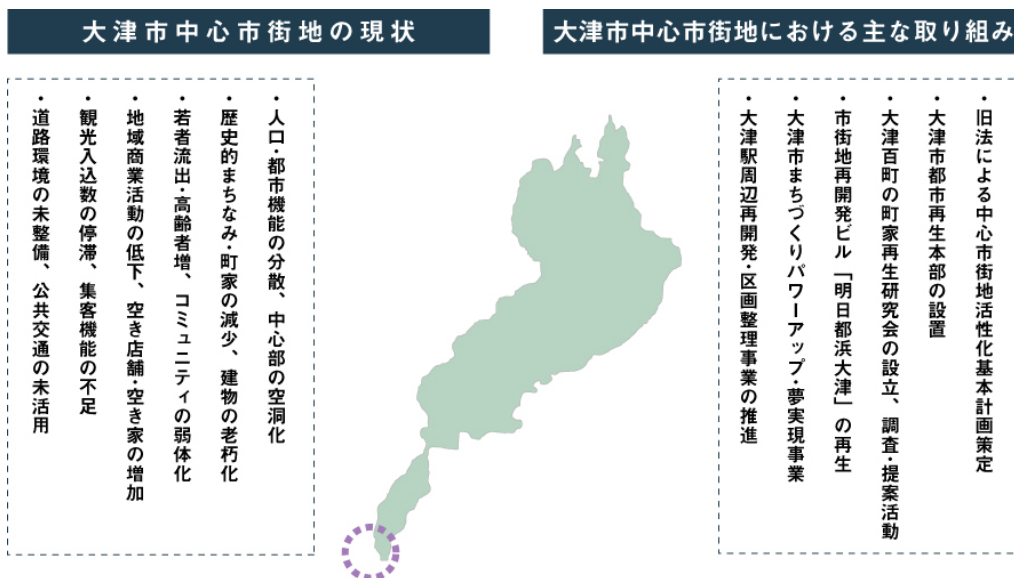 大津市中心市街地の現状
・人口・都市機能の分散、中心部の空洞化
・歴史的まちなみ・町家の減少、建物の老朽化
・若者流出・高齢者増、コミュニティの弱体化
・地域商業活動の低下、空き店舗・空き家の増加
・観光入込数の停滞、集客機能の不足
・道路環境の未整備、公共交通の未活用
大津市中心市街地における主な取り組み
・旧法による中心市街地活性化基本計画策定
・大津市都市再生本部の設置
・大津百町の町家再生研究会の設立、調査・提案活動
・市街地再開発ビル「明日都浜大津」の再生
・大津市まちづくりパワーアップ・夢実現事業
・大津駅周辺再開発・区画整理事業の推進